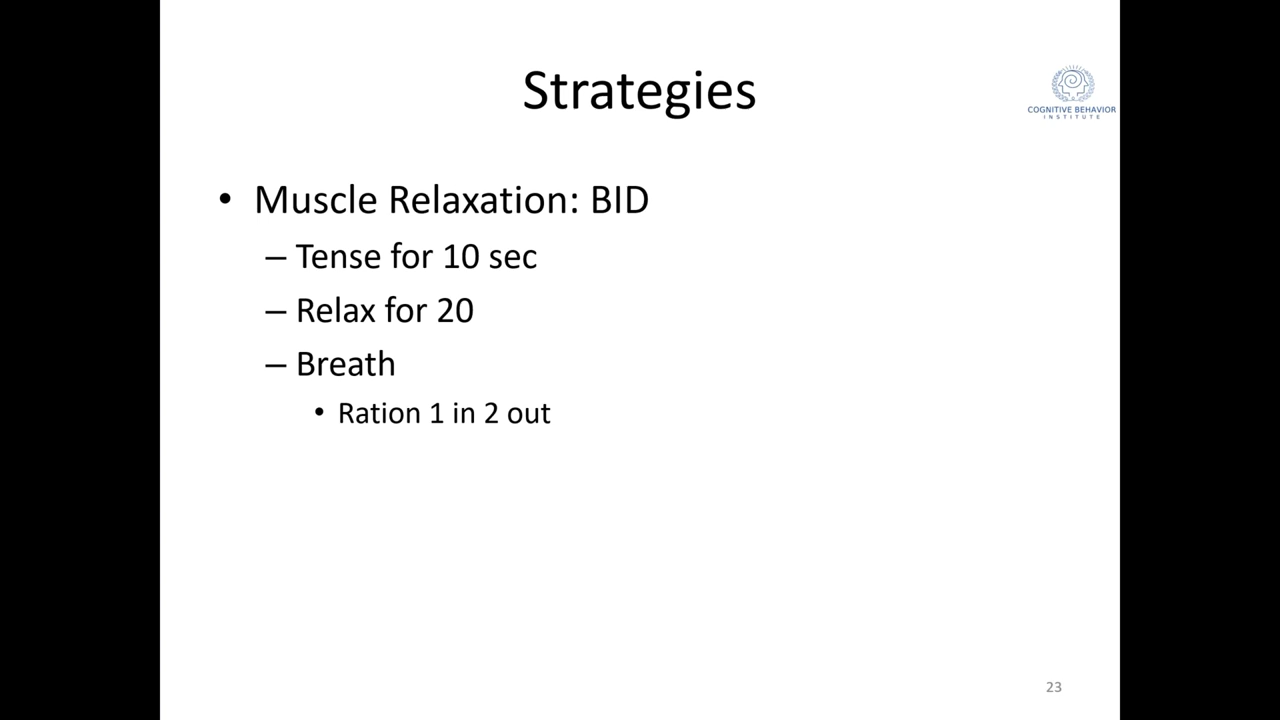 Strategies
COGNITIVE BEHAVIOR
INSTITUTE
• Muscle Relaxation: BID
– Tense for 10 sec
– Relax for 20
– Breath
• Ration 1 in 2 out
23